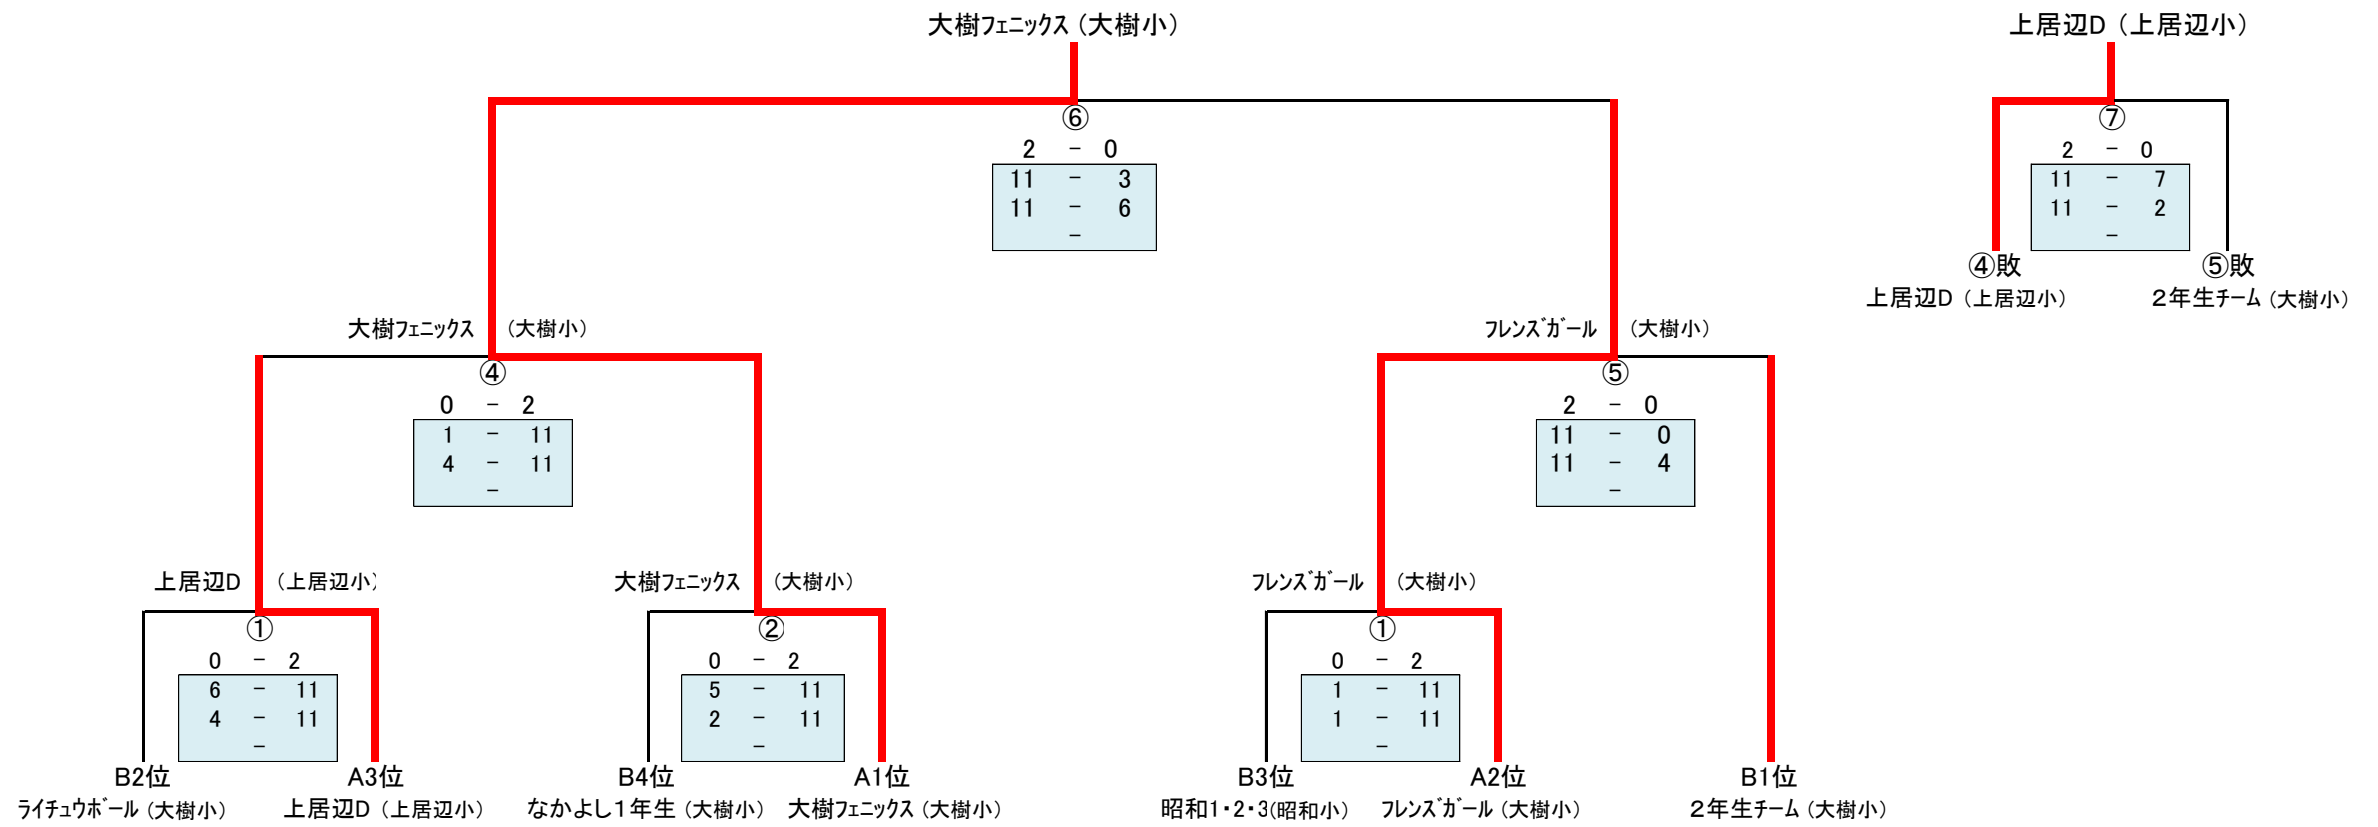 大樹フェニックス（大樹小）
上居辺D（上居辺小）
⑥
2 - 0
11 - 3
11 - 6
-
⑦
2 - 0
11 - 7
11 - 2
-
④敗
上居辺D（上居辺小）
⑤敗
２年生チーム（大樹小）
大樹フェニックス （大樹小）
④
0 - 2
1 - 11
4 - 11
-
フレンズガール （大樹小）
⑤
2 - 0
11 - 0
11 - 4
-
上居辺D （上居辺小）
①
0 - 2
6 - 11
4 - 11
-
大樹フェニックス （大樹小）
②
0 - 2
5 - 11
2 - 11
-
フレンズガール （大樹小）
①
0 - 2
1 - 11
1 - 11
-
B2位 A3位 B4位 A1位 B3位 A2位 B1位
ライチュウボール（大樹小） 上居辺D（上居辺小） なかよし１年生（大樹小） 大樹フェニックス（大樹小） 昭和1・2・3(昭和小） フレンズガール（大樹小） ２年生チーム（大樹小）